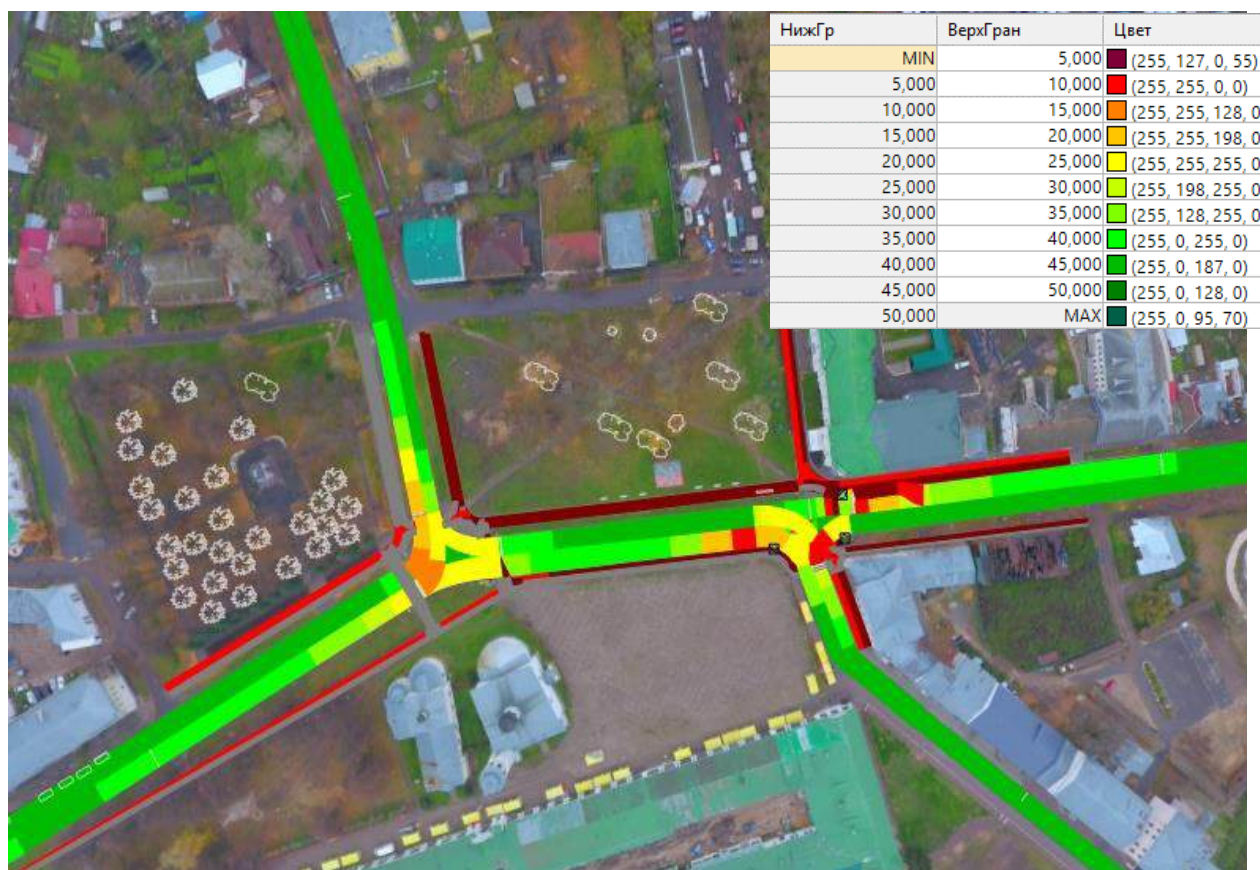 НижГр ВерхГран Цвет
MIN 5,000 (255, 127, 0, 55)
5,000 10,000 (255, 255, 0, 0)
10,000 15,000 (255, 255, 128, 0
15,000 20,000 (255, 255, 198, 0
20,000 25,000 (255, 255, 255, 0
25,000 30,000 (255, 198, 255, 0
30,000 35,000 (255, 128, 255, 0
35,000 40,000 (255, 0, 255, 0)
40,000 45,000 (255, 0, 187, 0)
45,000 50,000 (255, 0, 128, 0)
50,000 MAX (255, 0, 95, 70)